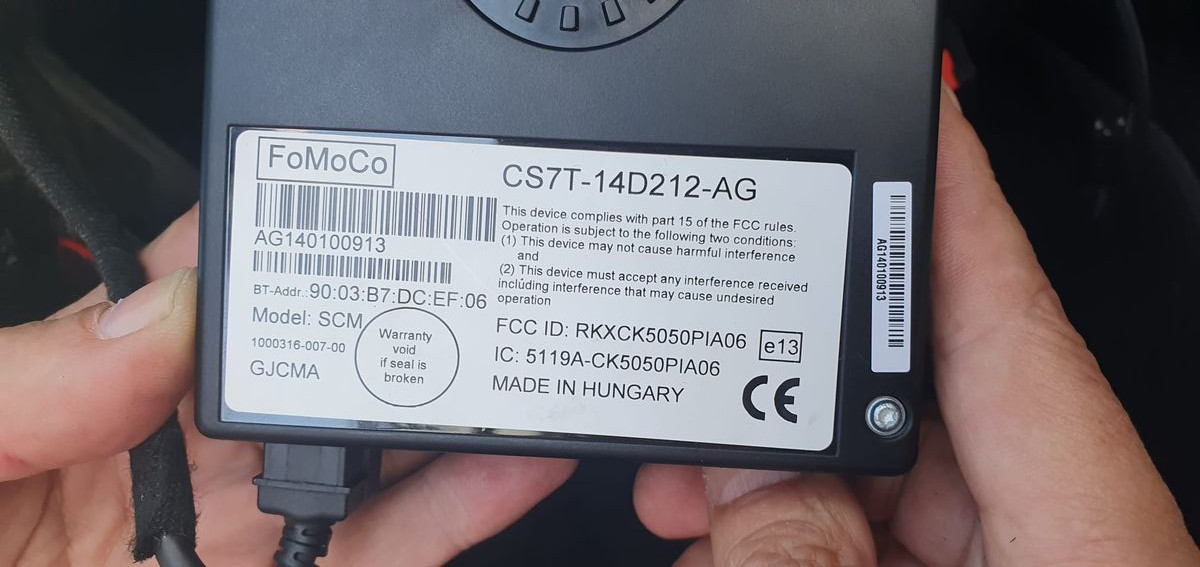 FoMoCo
AG140100913
BT-Addr.:90:03:B7:DC:EF:06
Model: SCM
1000316-007-00
GJCMA
Warranty
void
if seal is
broken
CS7T-14D212-AG
This device complies with part 15 of the FCC rules.
Operation is subject to the following two conditions:
(1) This device may not cause harmful interference
and
(2) This device must accept any interference received
including interference that may cause undesired
operation
FCC ID: RKXCK5050PIA06
e13
IC: 5119A-CK5050PIA06
MADE IN HUNGARY
CE
AG140100913